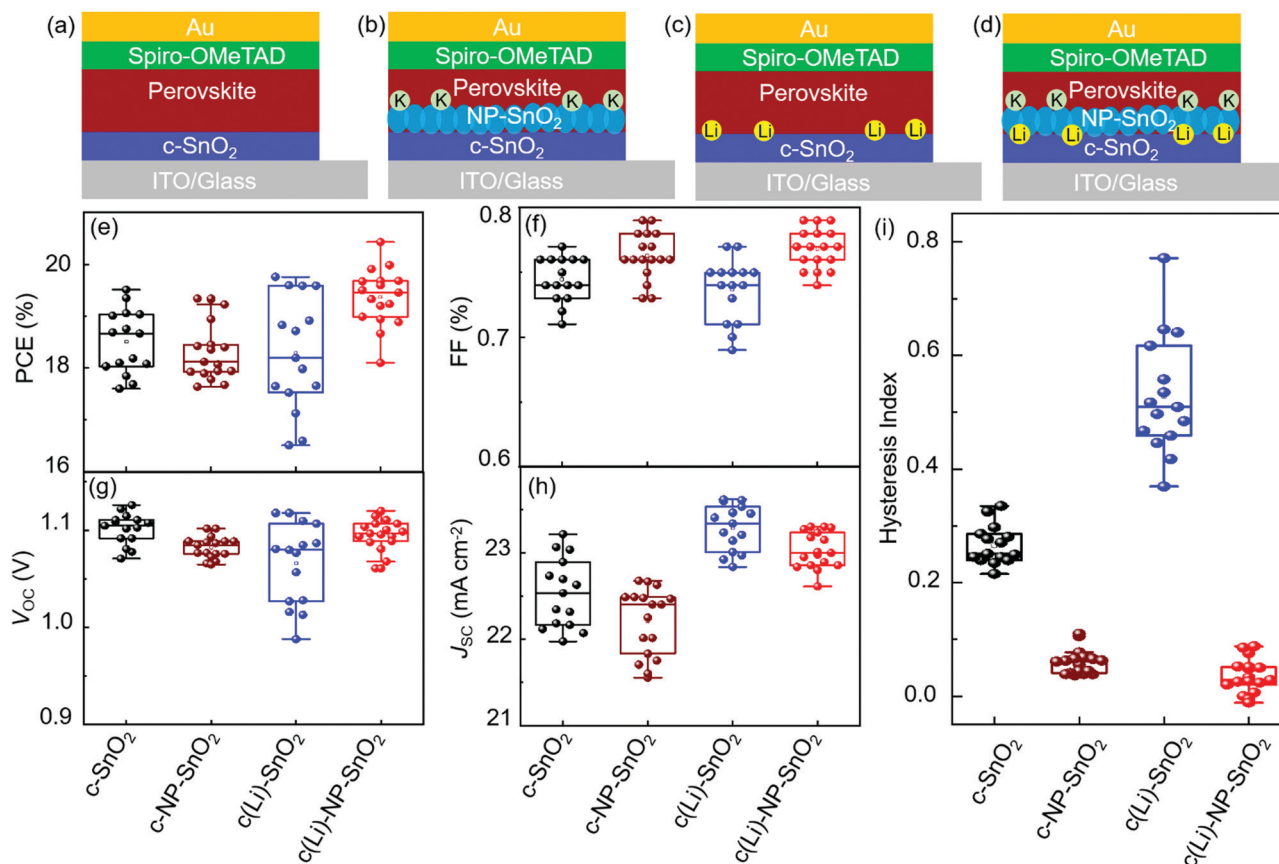 (a)
Au
Spiro-OMeTAD
Perovskite
c-SnO₂
ITO/Glass
(b)
Au
Spiro-OMeTAD
K K Perovskite K K
NP-SnO₂
c-SnO₂
ITO/Glass
(c)
Au
Spiro-OMeTAD
Perovskite
Li Li Li Li
c-SnO₂
ITO/Glass
(d)
Au
Spiro-OMeTAD
K K Perovskite K K
NP-SnO₂
Li Li Li Li
c-SnO₂
ITO/Glass
(e)
PCE (%)
20
18
16
(f)
FF (%)
0.8
0.7
0.6
(g)
V_OC (V)
1.1
1.0
0.9
c-SnO₂
c-NP-SnO₂
c(Li)-SnO₂
c(Li)-NP-SnO₂
(h)
J_SC (mA cm⁻²)
23
22
21
c-SnO₂
c-NP-SnO₂
c(Li)-SnO₂
c(Li)-NP-SnO₂
(i)
Hysteresis Index
0.8
0.6
0.4
0.2
0.0
c-SnO₂
c-NP-SnO₂
c(Li)-SnO₂
c(Li)-NP-SnO₂